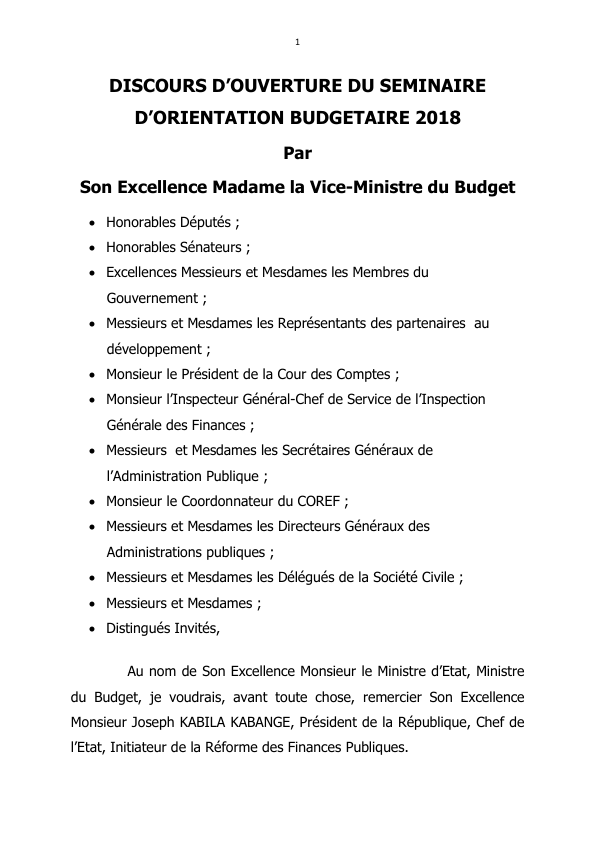 1
DISCOURS D’OUVERTURE DU SEMINAIRE
D’ORIENTATION BUDGETAIRE 2018
Par
Son Excellence Madame la Vice-Ministre du Budget
• Honorables Députés ;
• Honorables Sénateurs ;
• Excellences Messieurs et Mesdames les Membres du
Gouvernement ;
• Messieurs et Mesdames les Représentants des partenaires  au
développement ;
• Monsieur le Président de la Cour des Comptes ;
• Monsieur l’Inspecteur Général-Chef de Service de l’Inspection
Générale des Finances ;
• Messieurs  et Mesdames les Secrétaires Généraux de
l’Administration Publique ;
• Monsieur le Coordonnateur du COREF ;
• Messieurs et Mesdames les Directeurs Généraux des
Administrations publiques ;
• Messieurs et Mesdames les Délégués de la Société Civile ;
• Messieurs et Mesdames ;
• Distingués Invités,
Au nom de Son Excellence Monsieur le Ministre d’Etat, Ministre
du Budget, je voudrais, avant toute chose, remercier Son Excellence
Monsieur Joseph KABILA KABANGE, Président de la République, Chef de
l’Etat, Initiateur de la Réforme des Finances Publiques.